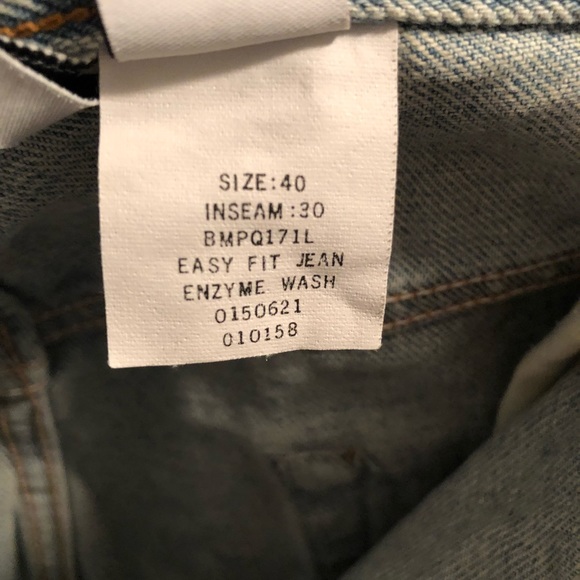 SIZE:40
INSEAM:30
BMPQ171L
EASY FIT JEAN
ENZYME WASH
0150621
010158